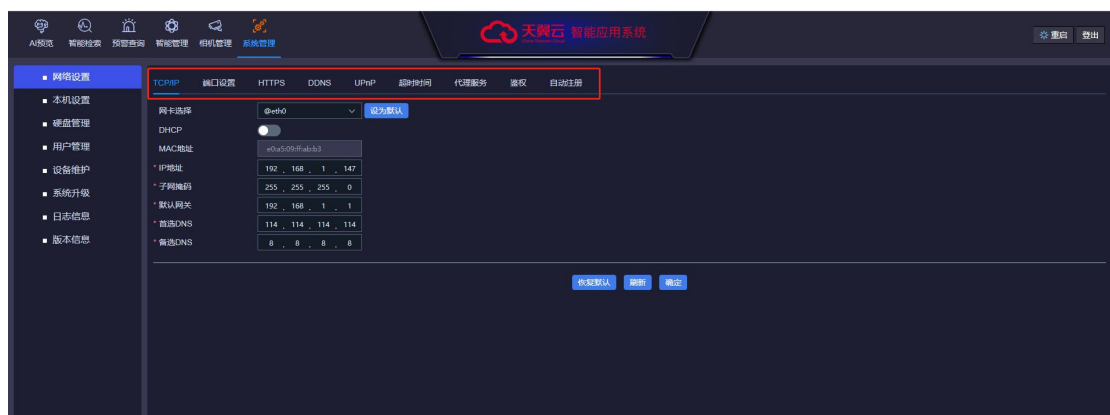 AI预览 智能检索 预警查询 智能管理 相机管理 系统管理
天翼云 智能应用系统
重启 登出
网络设置
本机设置
硬盘管理
用户管理
设备维护
系统升级
日志信息
版本信息
TCP/IP 端口设置 HTTPS DDNS UPnP 超时时间 代理服务 鉴权 自动注册
网卡选择 @eth0 设为默认
DHCP
MAC地址 e0:a5:09:ff:ab:b3
* IP地址 192 . 168 . 1 . 147
* 子网掩码 255 . 255 . 255 . 0
* 默认网关 192 . 168 . 1 . 1
* 首选DNS 114 . 114 . 114 . 114
* 备选DNS 8 . 8 . 8 . 8
恢复默认 刷新 确定